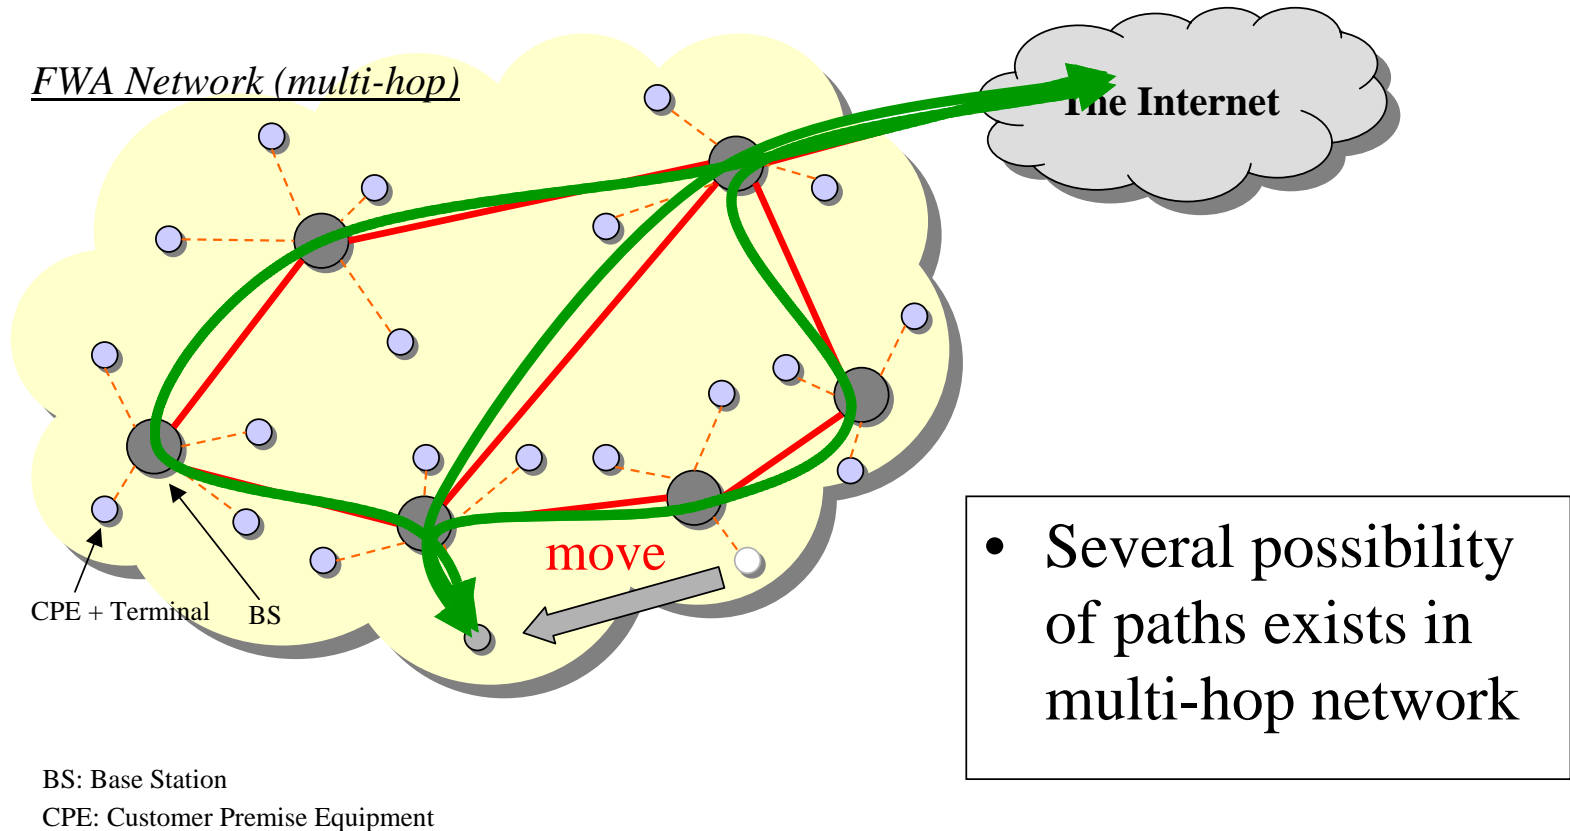 FWA Network (multi-hop)
The Internet
move
CPE + Terminal
BS
• Several possibility
of paths exists in
multi-hop network
BS: Base Station
CPE: Customer Premise Equipment